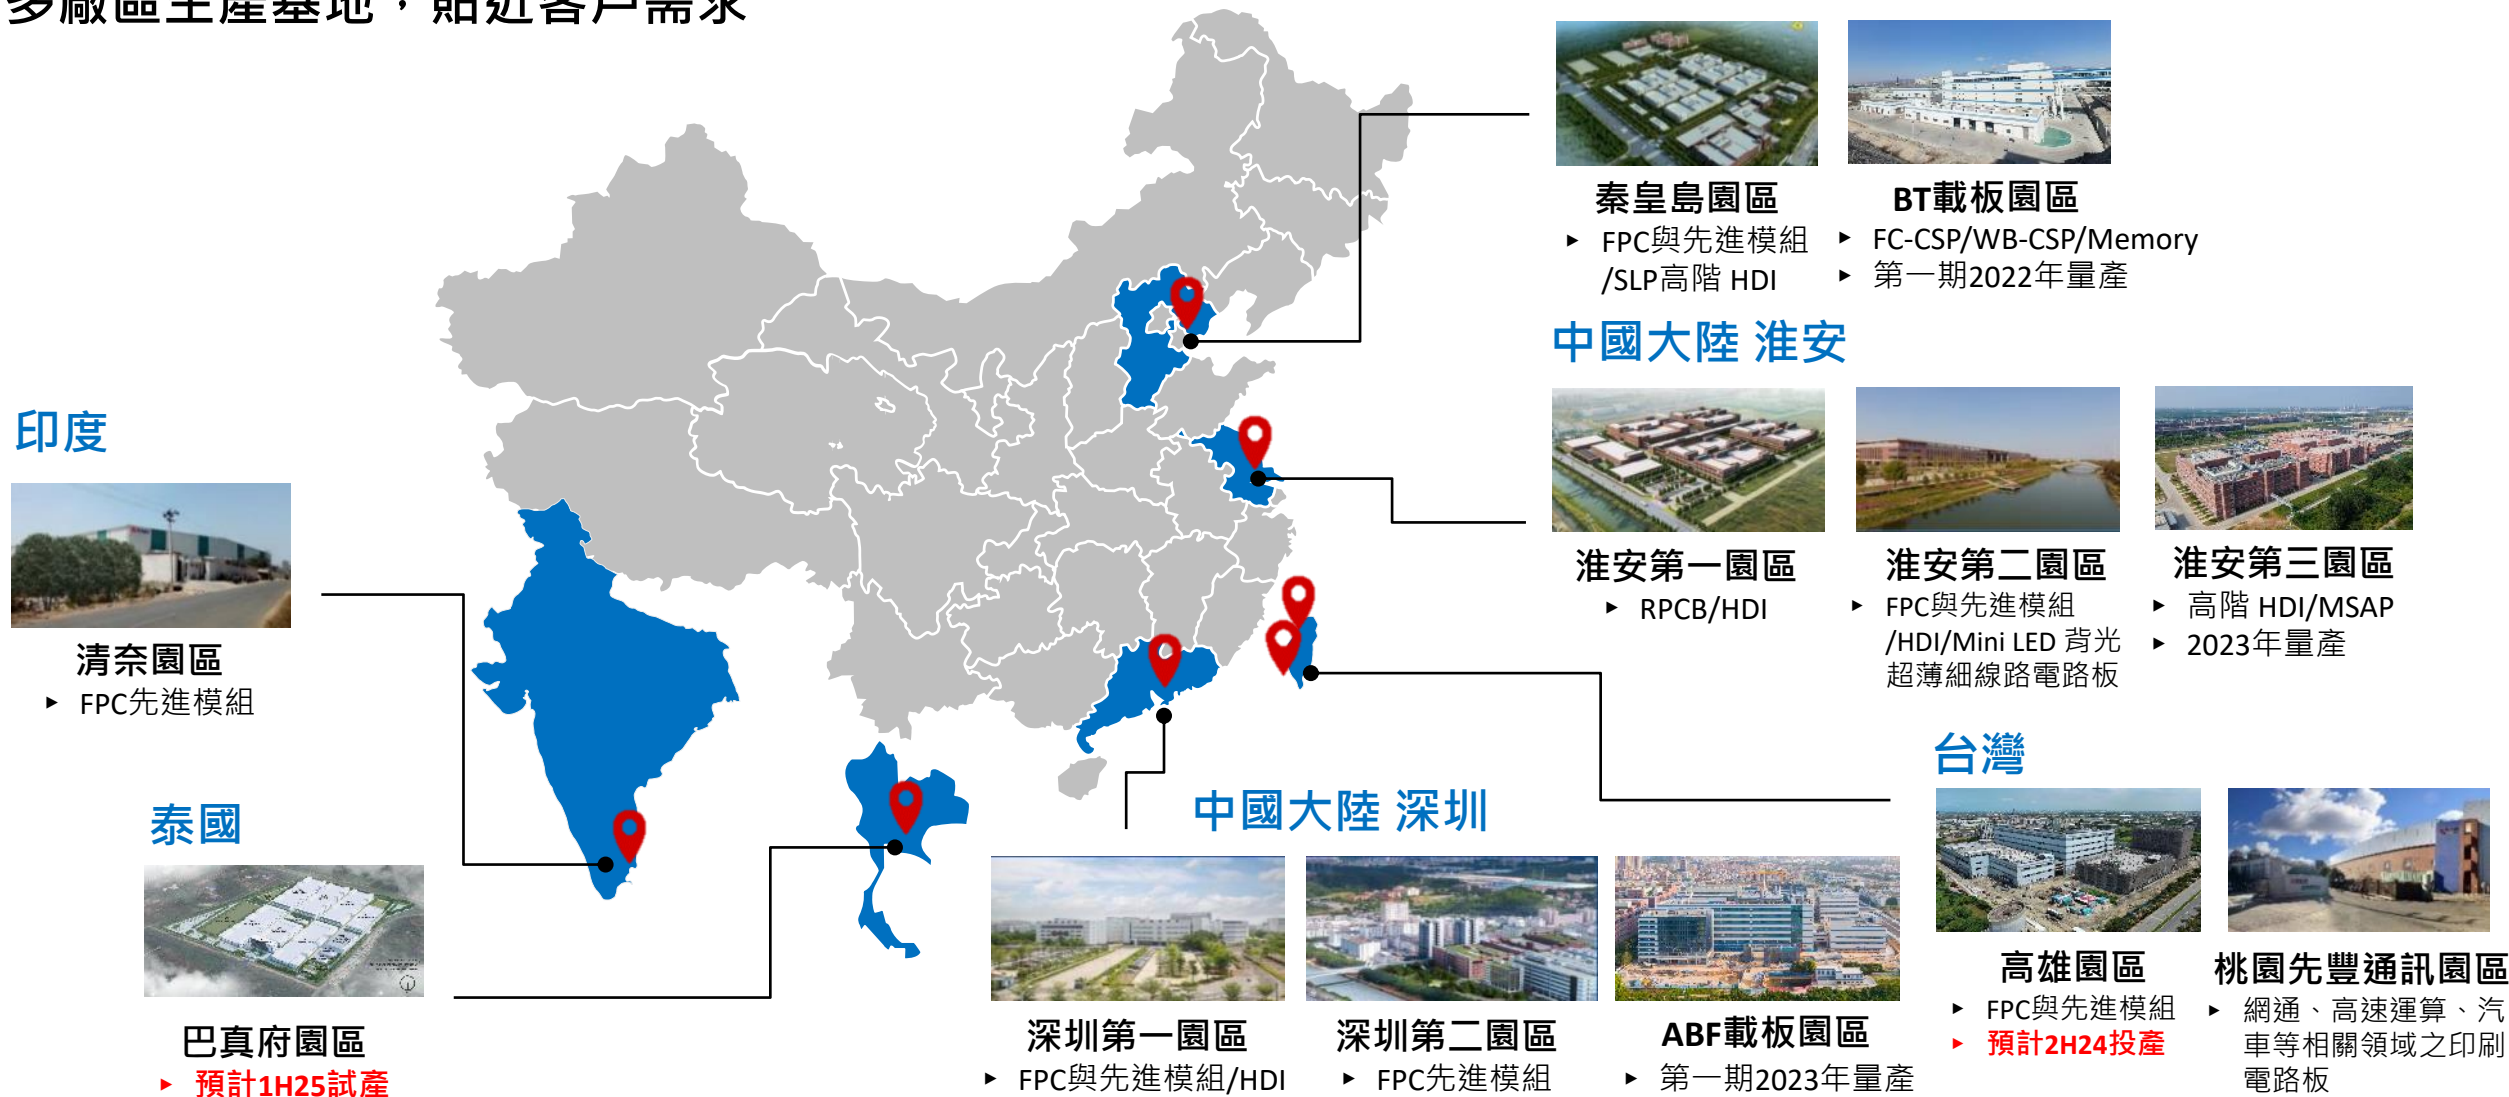 多廠區生產基地，貼近客戶需求
秦皇島園區
▸ FPC與先進模組
/SLP高階 HDI
BT載板園區
▸ FC-CSP/WB-CSP/Memory
▸ 第一期2022年量產
中國大陸 淮安
淮安第一園區
▸ RPCB/HDI
淮安第二園區
▸ FPC與先進模組
/HDI/Mini LED 背光
超薄細線路電路板
淮安第三園區
▸ 高階 HDI/MSAP
▸ 2023年量產
印度
清奈園區
▸ FPC先進模組
泰國
巴真府園區
▸ 預計1H25試產
中國大陸 深圳
深圳第一園區
▸ FPC與先進模組/HDI
深圳第二園區
▸ FPC先進模組
ABF載板園區
▸ 第一期2023年量產
台灣
高雄園區
▸ FPC與先進模組
▸ 預計2H24投產
桃園先豐通訊園區
▸ 網通、高速運算、汽
車等相關領域之印刷
電路板